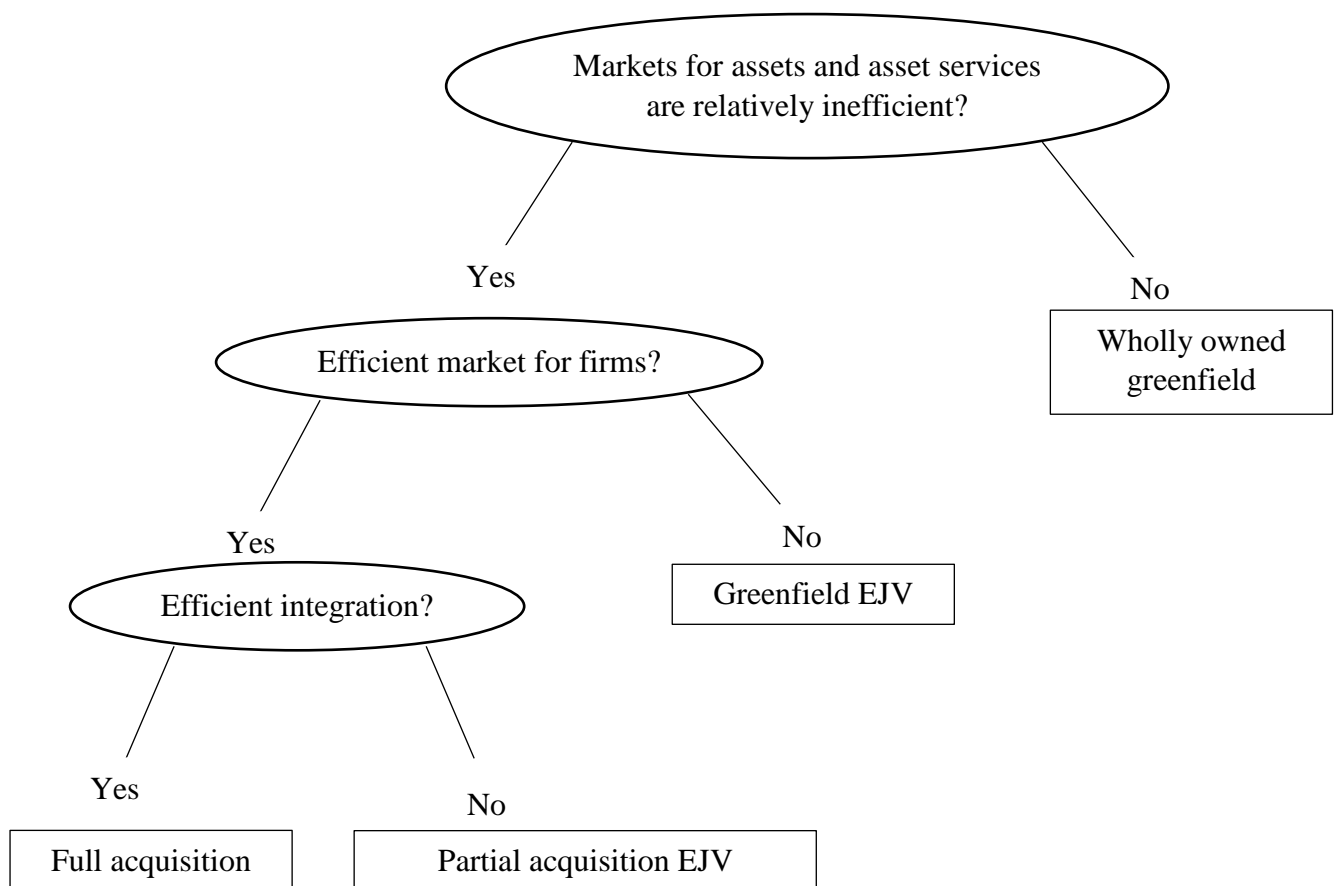 Markets for assets and asset services
are relatively inefficient?
Yes
No
Efficient market for firms?
Wholly owned
greenfield
Yes
No
Efficient integration?
Greenfield EJV
Yes
No
Full acquisition
Partial acquisition EJV